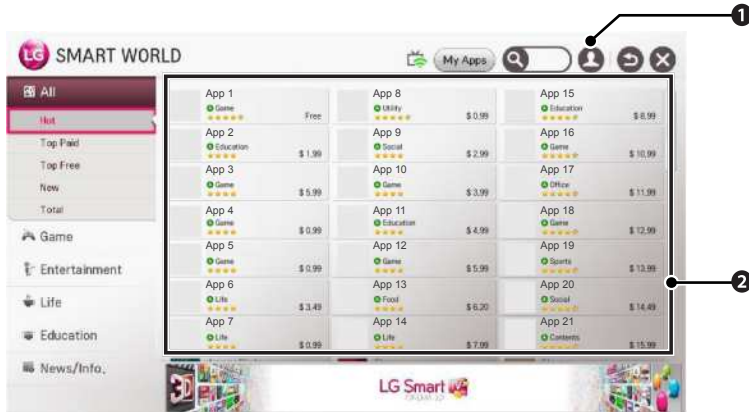 1
LG SMART WORLD
My Apps
All
Hot
Top Paid
Top Free
New
Total
Game
Entertainment
Life
Education
News/Info.
App 1
Game
Free
App 2
Education
$ 1,99
App 3
Game
$ 5,99
App 4
Game
$ 0,99
App 5
Game
$ 0,99
App 6
Life
$ 3,49
App 7
Life
$ 0,99
App 8
Utility
$ 0,99
App 9
Social
$ 2,99
App 10
Game
$ 3,99
App 11
Education
$ 4,99
App 12
Game
$ 5,99
App 13
Food
$ 6,20
App 14
Life
$ 7,99
App 15
Education
$ 8,99
App 16
Game
$ 10,99
App 17
Office
$ 11,99
App 18
Game
$ 12,99
App 19
Sports
$ 13,99
App 20
Social
$ 14,49
App 21
Contents
$ 15,99
2
3D
LG Smart